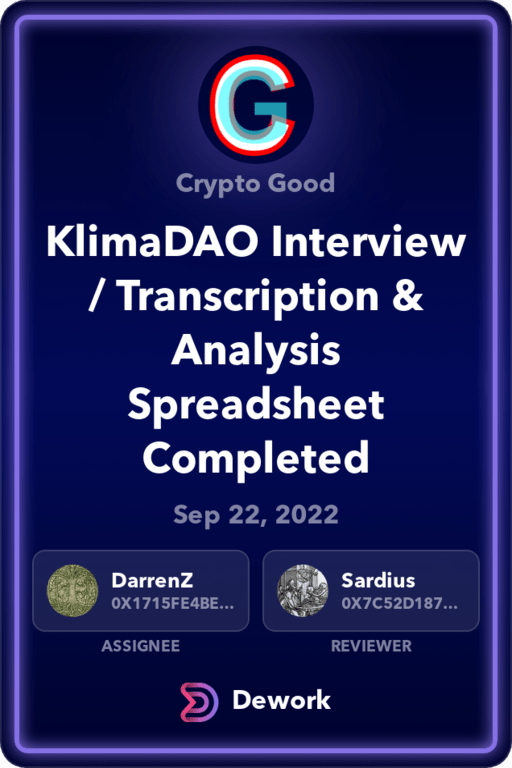 Crypto Good
KlimaDAO Interview
/ Transcription &
Analysis
Spreadsheet
Completed
Sep 22, 2022
DarrenZ
0X1715FE4BE...
Sardius
0X7C52D187...
ASSIGNEE
REVIEWER
Dework